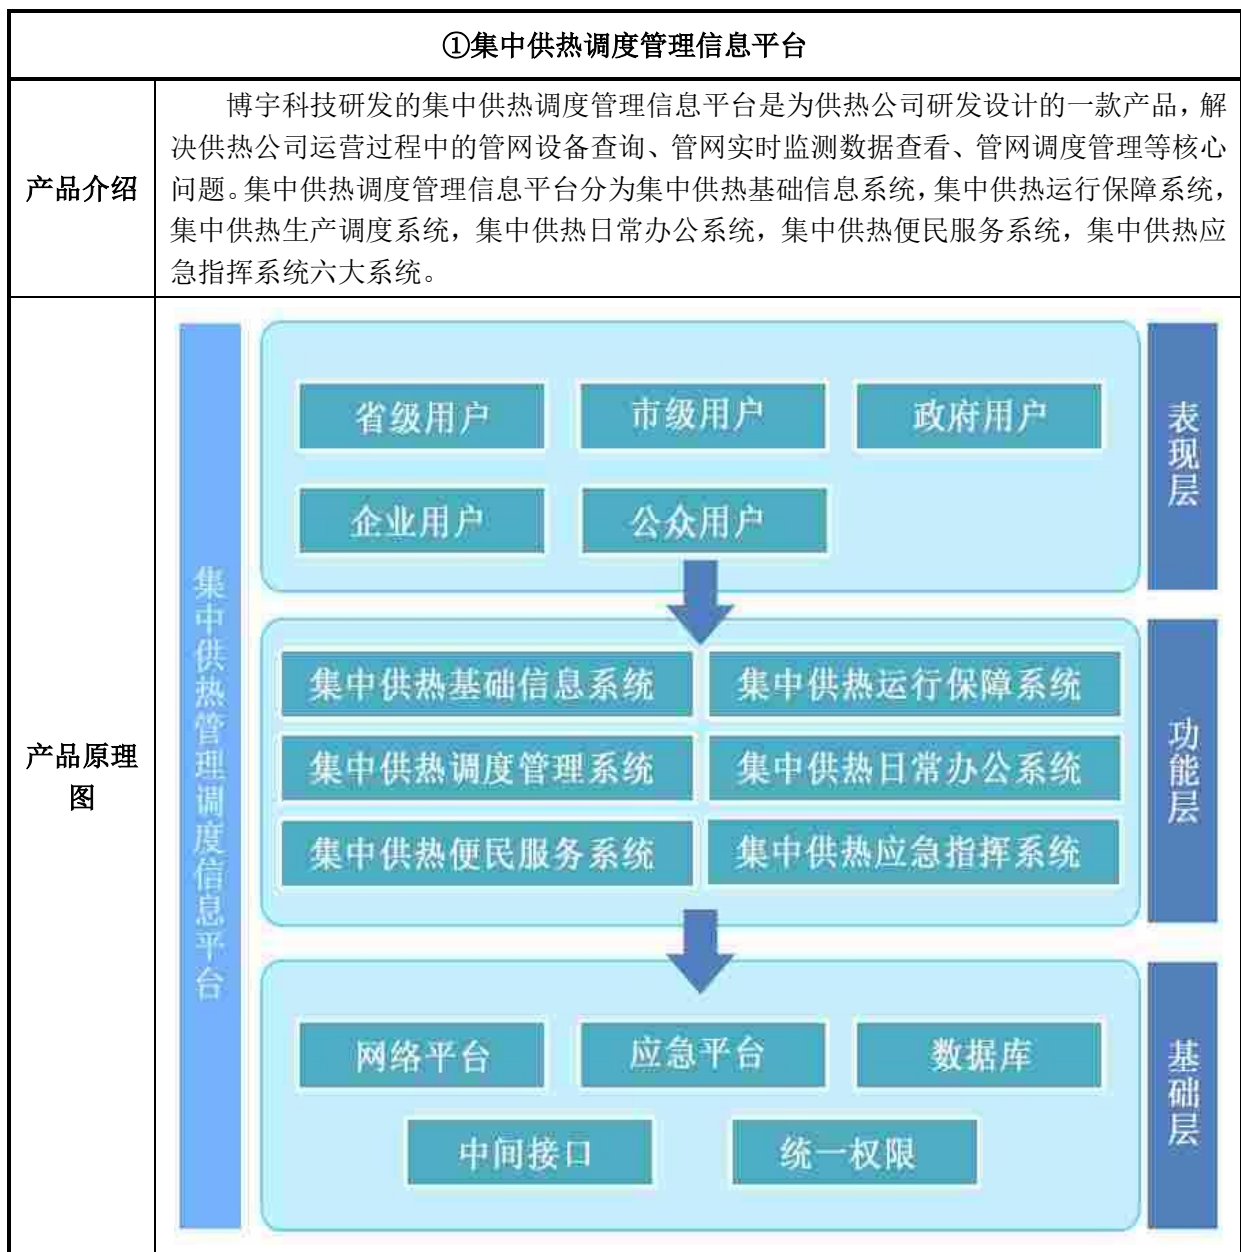 ①集中供热调度管理信息平台
产品介绍
博宇科技研发的集中供热调度管理信息平台是为供热公司研发设计的一款产品，解
决供热公司运营过程中的管网设备查询、管网实时监测数据查看、管网调度管理等核心
问题。集中供热调度管理信息平台分为集中供热基础信息系统，集中供热运行保障系统，
集中供热生产调度系统，集中供热日常办公系统，集中供热便民服务系统，集中供热应
急指挥系统六大系统。
产品原理
图
集中供热管理调度信息平台
省级用户
市级用户
政府用户
企业用户
公众用户
表现层
集中供热基础信息系统
集中供热运行保障系统
集中供热调度管理系统
集中供热日常办公系统
集中供热便民服务系统
集中供热应急指挥系统
功能层
网络平台
应急平台
数据库
中间接口
统一权限
基础层